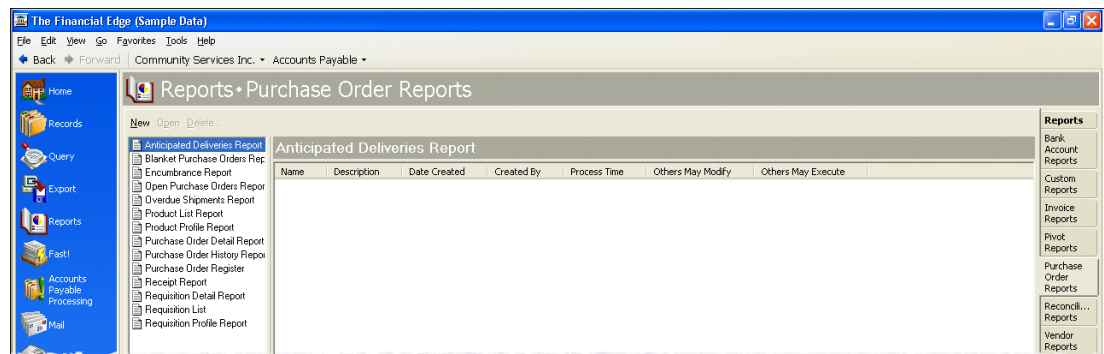 The Financial Edge (Sample Data)
File Edit View Go Favorites Tools Help
Back Forward Community Services Inc. Accounts Payable
Reports • Purchase Order Reports
Home
Records
Query
Export
Reports
Fast!
Accounts
Payable
Processing
Mail
New Open Delete...
Anticipated Deliveries Report
Blanket Purchase Orders Rep
Encumbrance Report
Open Purchase Orders Repor
Overdue Shipments Report
Product List Report
Product Profile Report
Purchase Order Detail Report
Purchase Order History Repor
Purchase Order Register
Receipt Report
Requisition Detail Report
Requisition List
Requisition Profile Report
Anticipated Deliveries Report
Name Description Date Created Created By Process Time Others May Modify Others May Execute
Reports
Bank
Account
Reports
Custom
Reports
Invoice
Reports
Pivot
Reports
Purchase
Order
Reports
Reconcili...
Reports
Vendor
Reports